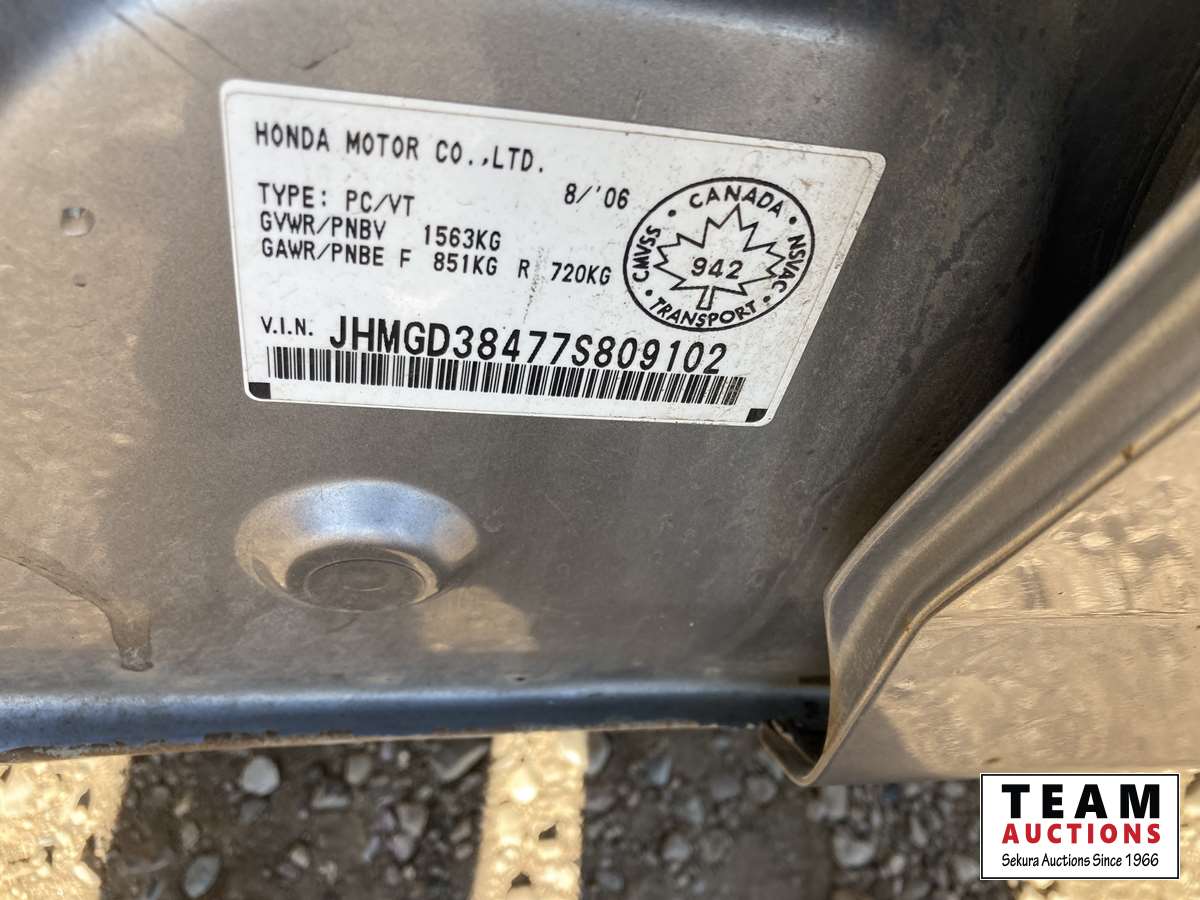 HONDA MOTOR CO.,LTD.
8/'06
TYPE: PC/VT
GVWR/PNBV 1563KG
GAWR/PNBE F 851KG R 720KG
CANADA
CMVSS
NSVAC
942
TRANSPORT
V.I.N. JHMGD38477S809102
TEAM
AUCTIONS
Sekura Auctions Since 1966